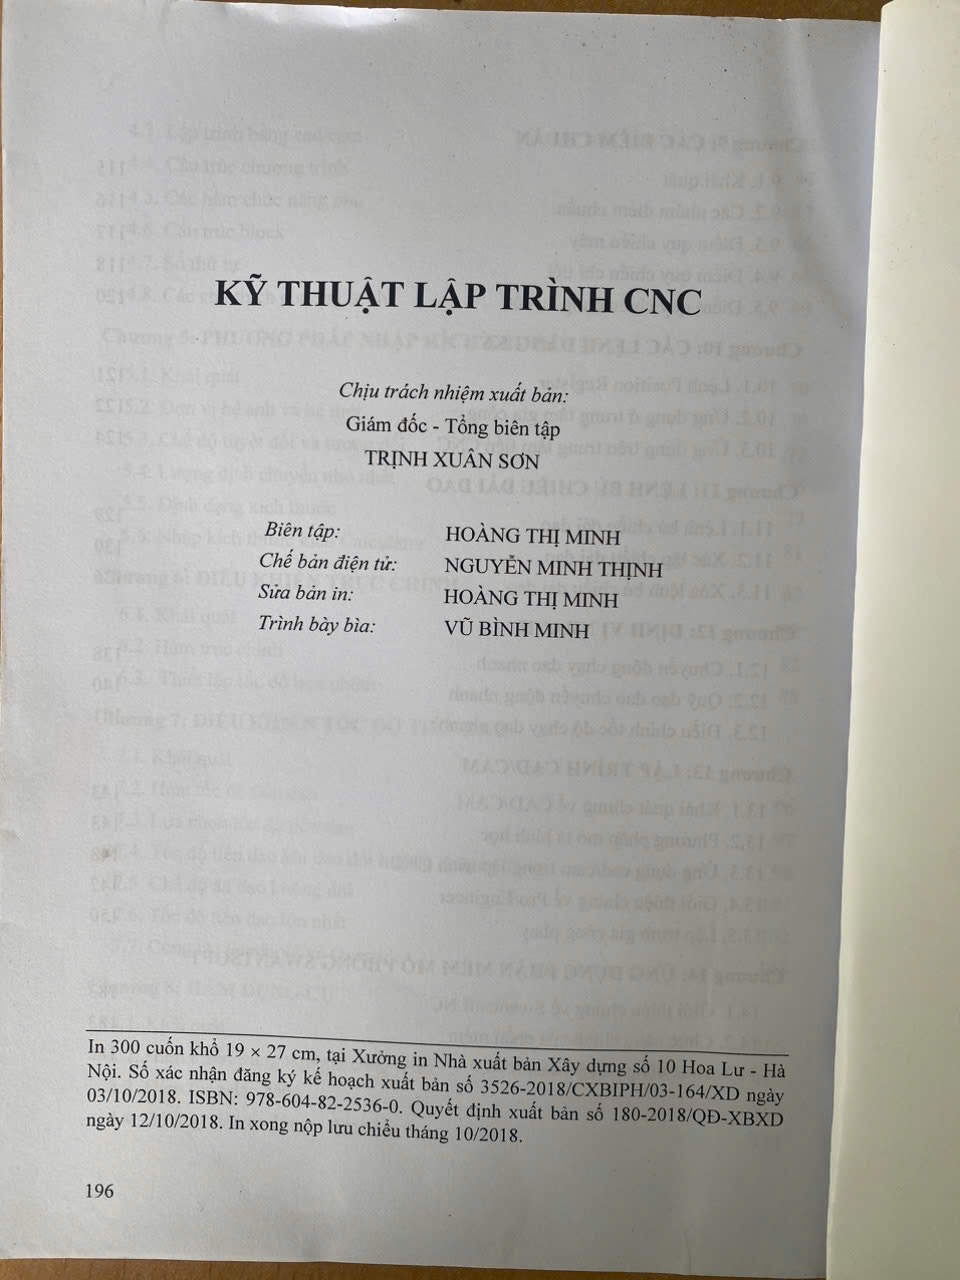 KỸ THUẬT LẬP TRÌNH CNC
Chịu trách nhiệm xuất bản:
Giám đốc - Tổng biên tập
TRỊNH XUÂN SƠN
Biên tập: HOÀNG THỊ MINH
Chế bản điện tử: NGUYỄN MINH THỊNH
Sửa bản in: HOÀNG THỊ MINH
Trình bày bìa: VŨ BÌNH MINH
In 300 cuốn khổ 19 × 27 cm, tại Xưởng in Nhà xuất bản Xây dựng số 10 Hoa Lư - Hà
Nội. Số xác nhận đăng ký kế hoạch xuất bản số 3526-2018/CXBIPH/03-164/XD ngày
03/10/2018. ISBN: 978-604-82-2536-0. Quyết định xuất bản số 180-2018/QĐ-XBXD
ngày 12/10/2018. In xong nộp lưu chiểu tháng 10/2018.
196